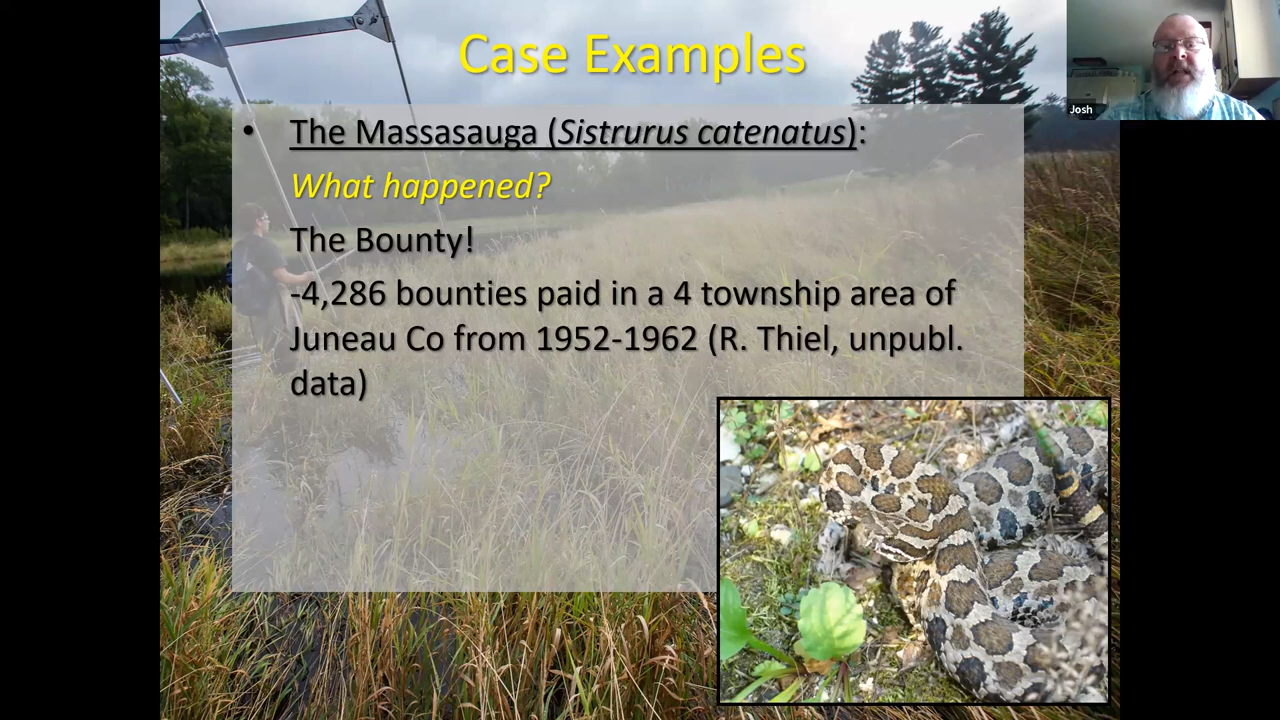 Case Examples
• The Massasauga (Sistrurus catenatus):
What happened?
The Bounty!
-4,286 bounties paid in a 4 township area of
Juneau Co from 1952-1962 (R. Thiel, unpubl.
data)
Josh